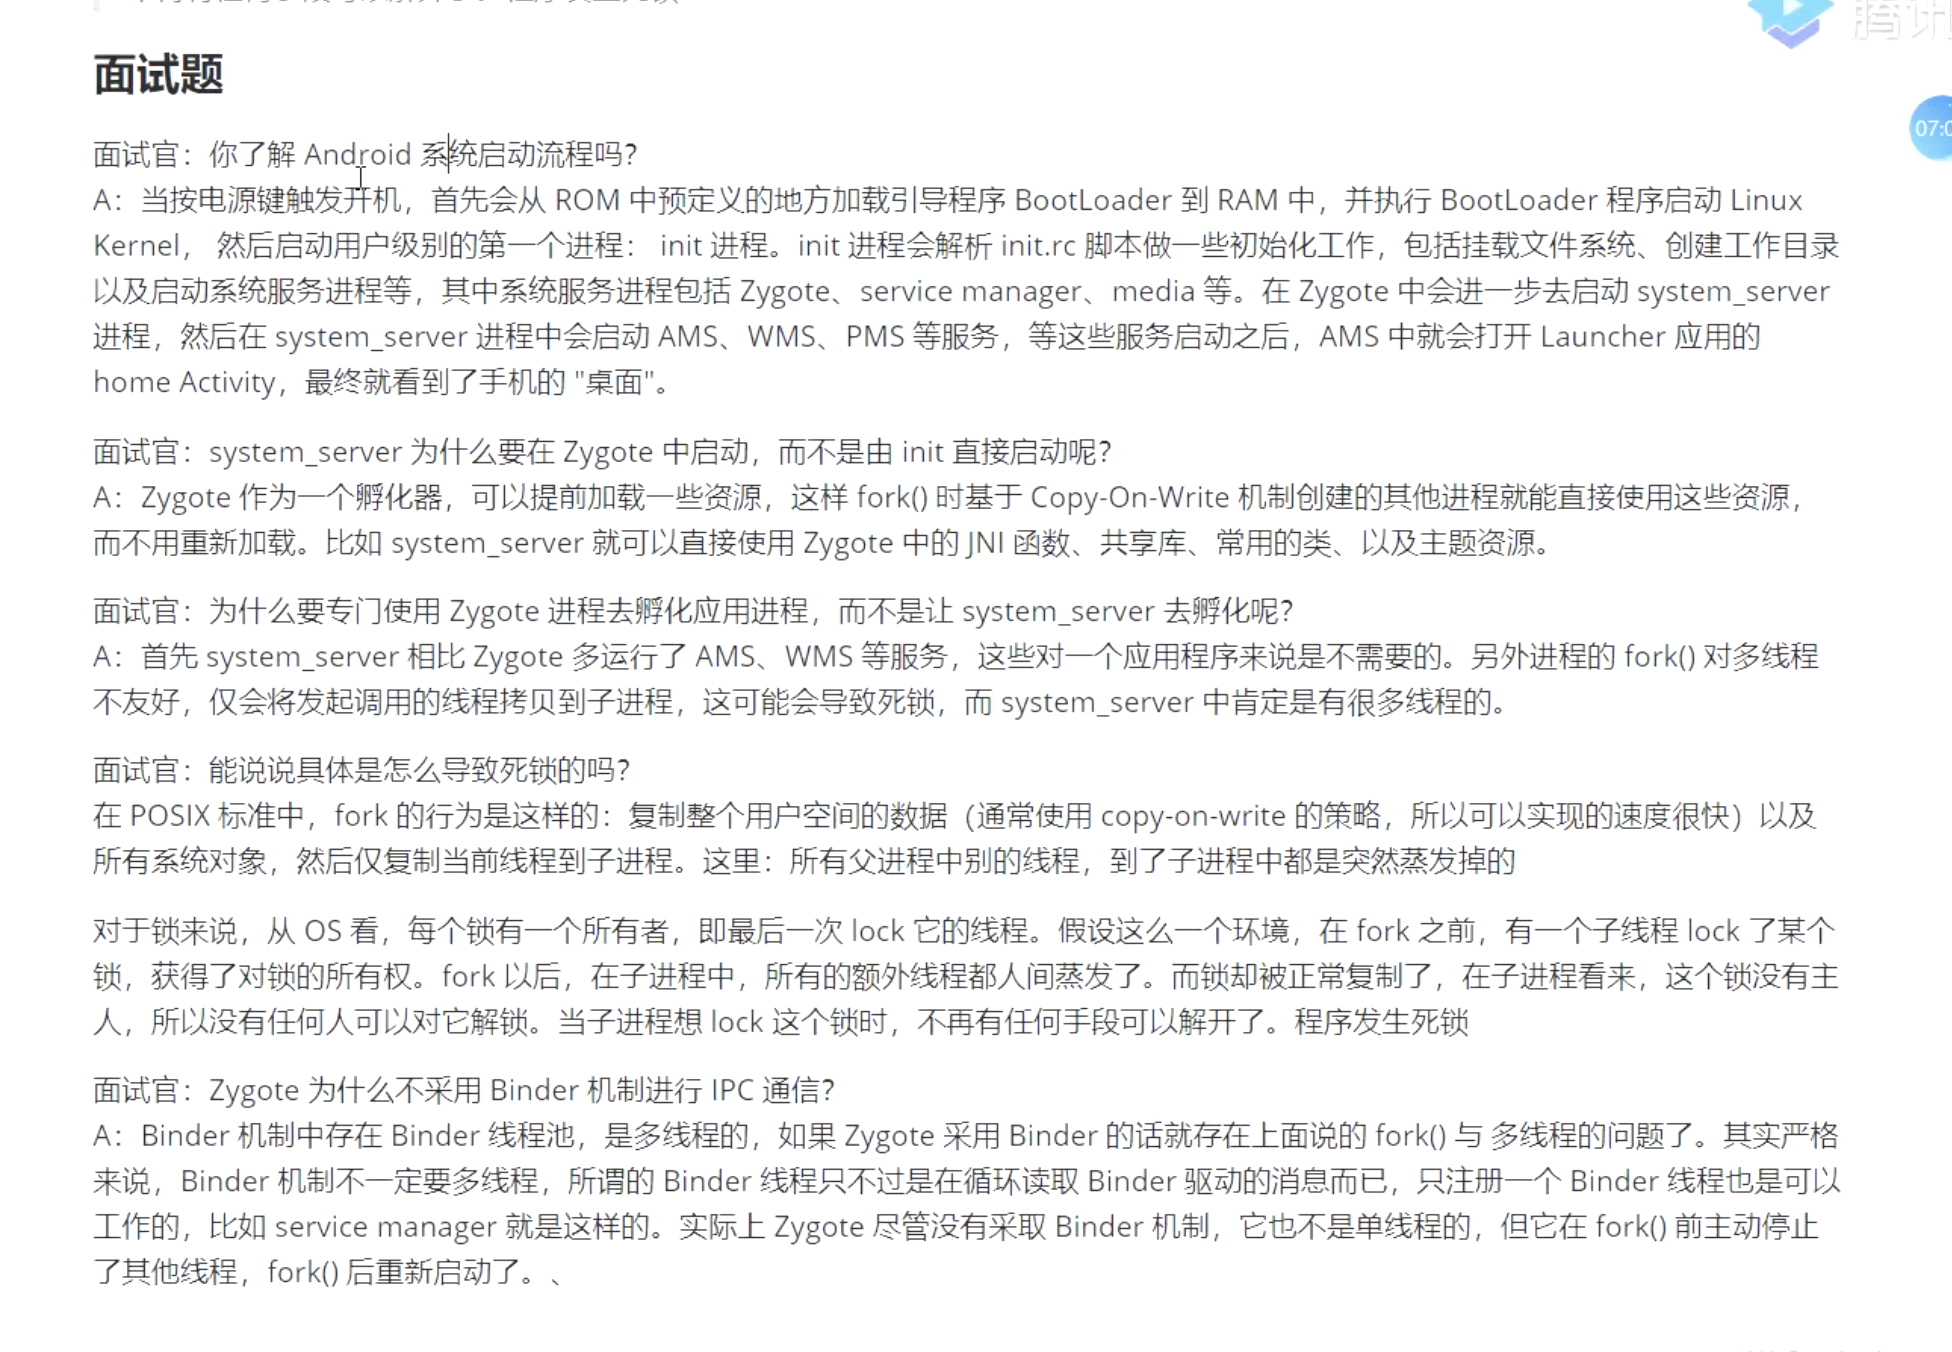 面试题
腾讯
07:0
面试官：你了解 Android 系统启动流程吗？
A：当按电源键触发开机，首先会从 ROM 中预定义的地方加载引导程序 BootLoader 到 RAM 中，并执行 BootLoader 程序启动 Linux
Kernel， 然后启动用户级别的第一个进程： init 进程。init 进程会解析 init.rc 脚本做一些初始化工作，包括挂载文件系统、创建工作目录
以及启动系统服务进程等，其中系统服务进程包括 Zygote、service manager、media 等。在 Zygote 中会进一步去启动 system_server
进程，然后在 system_server 进程中会启动 AMS、WMS、PMS 等服务，等这些服务启动之后，AMS 中就会打开 Launcher 应用的
home Activity，最终就看到了手机的 "桌面"。
面试官：system_server 为什么要在 Zygote 中启动，而不是由 init 直接启动呢？
A：Zygote 作为一个孵化器，可以提前加载一些资源，这样 fork() 时基于 Copy-On-Write 机制创建的其他进程就能直接使用这些资源，
而不用重新加载。比如 system_server 就可以直接使用 Zygote 中的 JNI 函数、共享库、常用的类、以及主题资源。
面试官：为什么要专门使用 Zygote 进程去孵化应用进程，而不是让 system_server 去孵化呢？
A：首先 system_server 相比 Zygote 多运行了 AMS、WMS 等服务，这些对一个应用程序来说是不需要的。另外进程的 fork() 对多线程
不友好，仅会将发起调用的线程拷贝到子进程，这可能会导致死锁，而 system_server 中肯定是有很多线程的。
面试官：能说说具体是怎么导致死锁的吗？
在 POSIX 标准中，fork 的行为是这样的：复制整个用户空间的数据（通常使用 copy-on-write 的策略，所以可以实现的速度很快）以及
所有系统对象，然后仅复制当前线程到子进程。这里：所有父进程中别的线程，到了子进程中都是突然蒸发掉的
对于锁来说，从 OS 看，每个锁有一个所有者，即最后一次 lock 它的线程。假设这么一个环境，在 fork 之前，有一个子线程 lock 了某个
锁，获得了对锁的所有权。fork 以后，在子进程中，所有的额外线程都人间蒸发了。而锁却被正常复制了，在子进程看来，这个锁没有主
人，所以没有任何人可以对它解锁。当子进程想 lock 这个锁时，不再有任何手段可以解开了。程序发生死锁
面试官：Zygote 为什么不采用 Binder 机制进行 IPC 通信？
A：Binder 机制中存在 Binder 线程池，是多线程的，如果 Zygote 采用 Binder 的话就存在上面说的 fork() 与 多线程的问题了。其实严格
来说，Binder 机制不一定要多线程，所谓的 Binder 线程只不过是在循环读取 Binder 驱动的消息而已，只注册一个 Binder 线程也是可以
工作的，比如 service manager 就是这样的。实际上 Zygote 尽管没有采取 Binder 机制，它也不是单线程的，但它在 fork() 前主动停止
了其他线程，fork() 后重新启动了。、